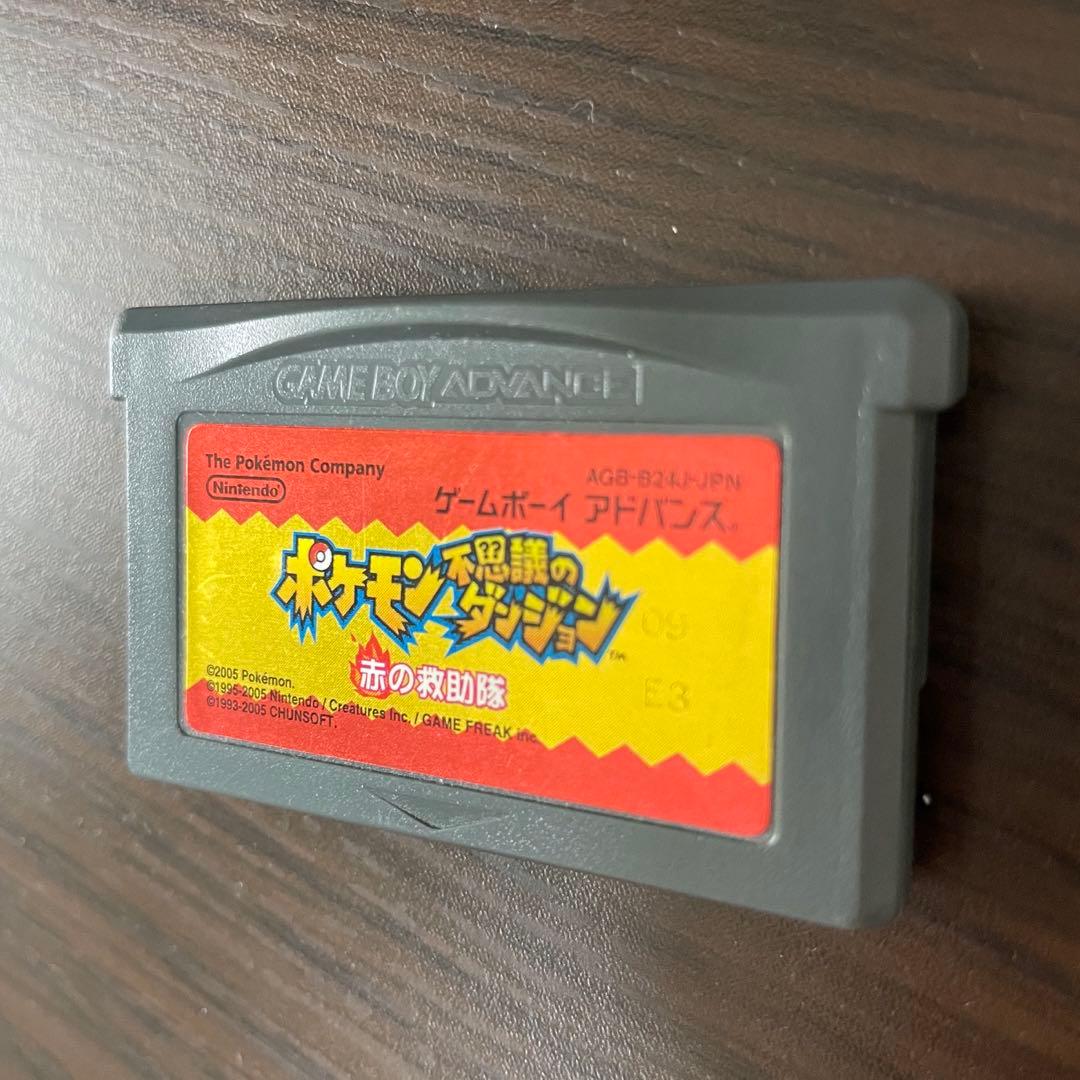 GAME BOY ADVANCE
The Pokémon Company
Nintendo
AGB-B24J-JPN
ゲームボーイ アドバンス®
ポケモン不思議のダンジョン™
赤の救助隊
09
E3
©2005 Pokémon.
©1995-2005 Nintendo / Creatures inc. / GAME FREAK inc.
©1993-2005 CHUNSOFT.